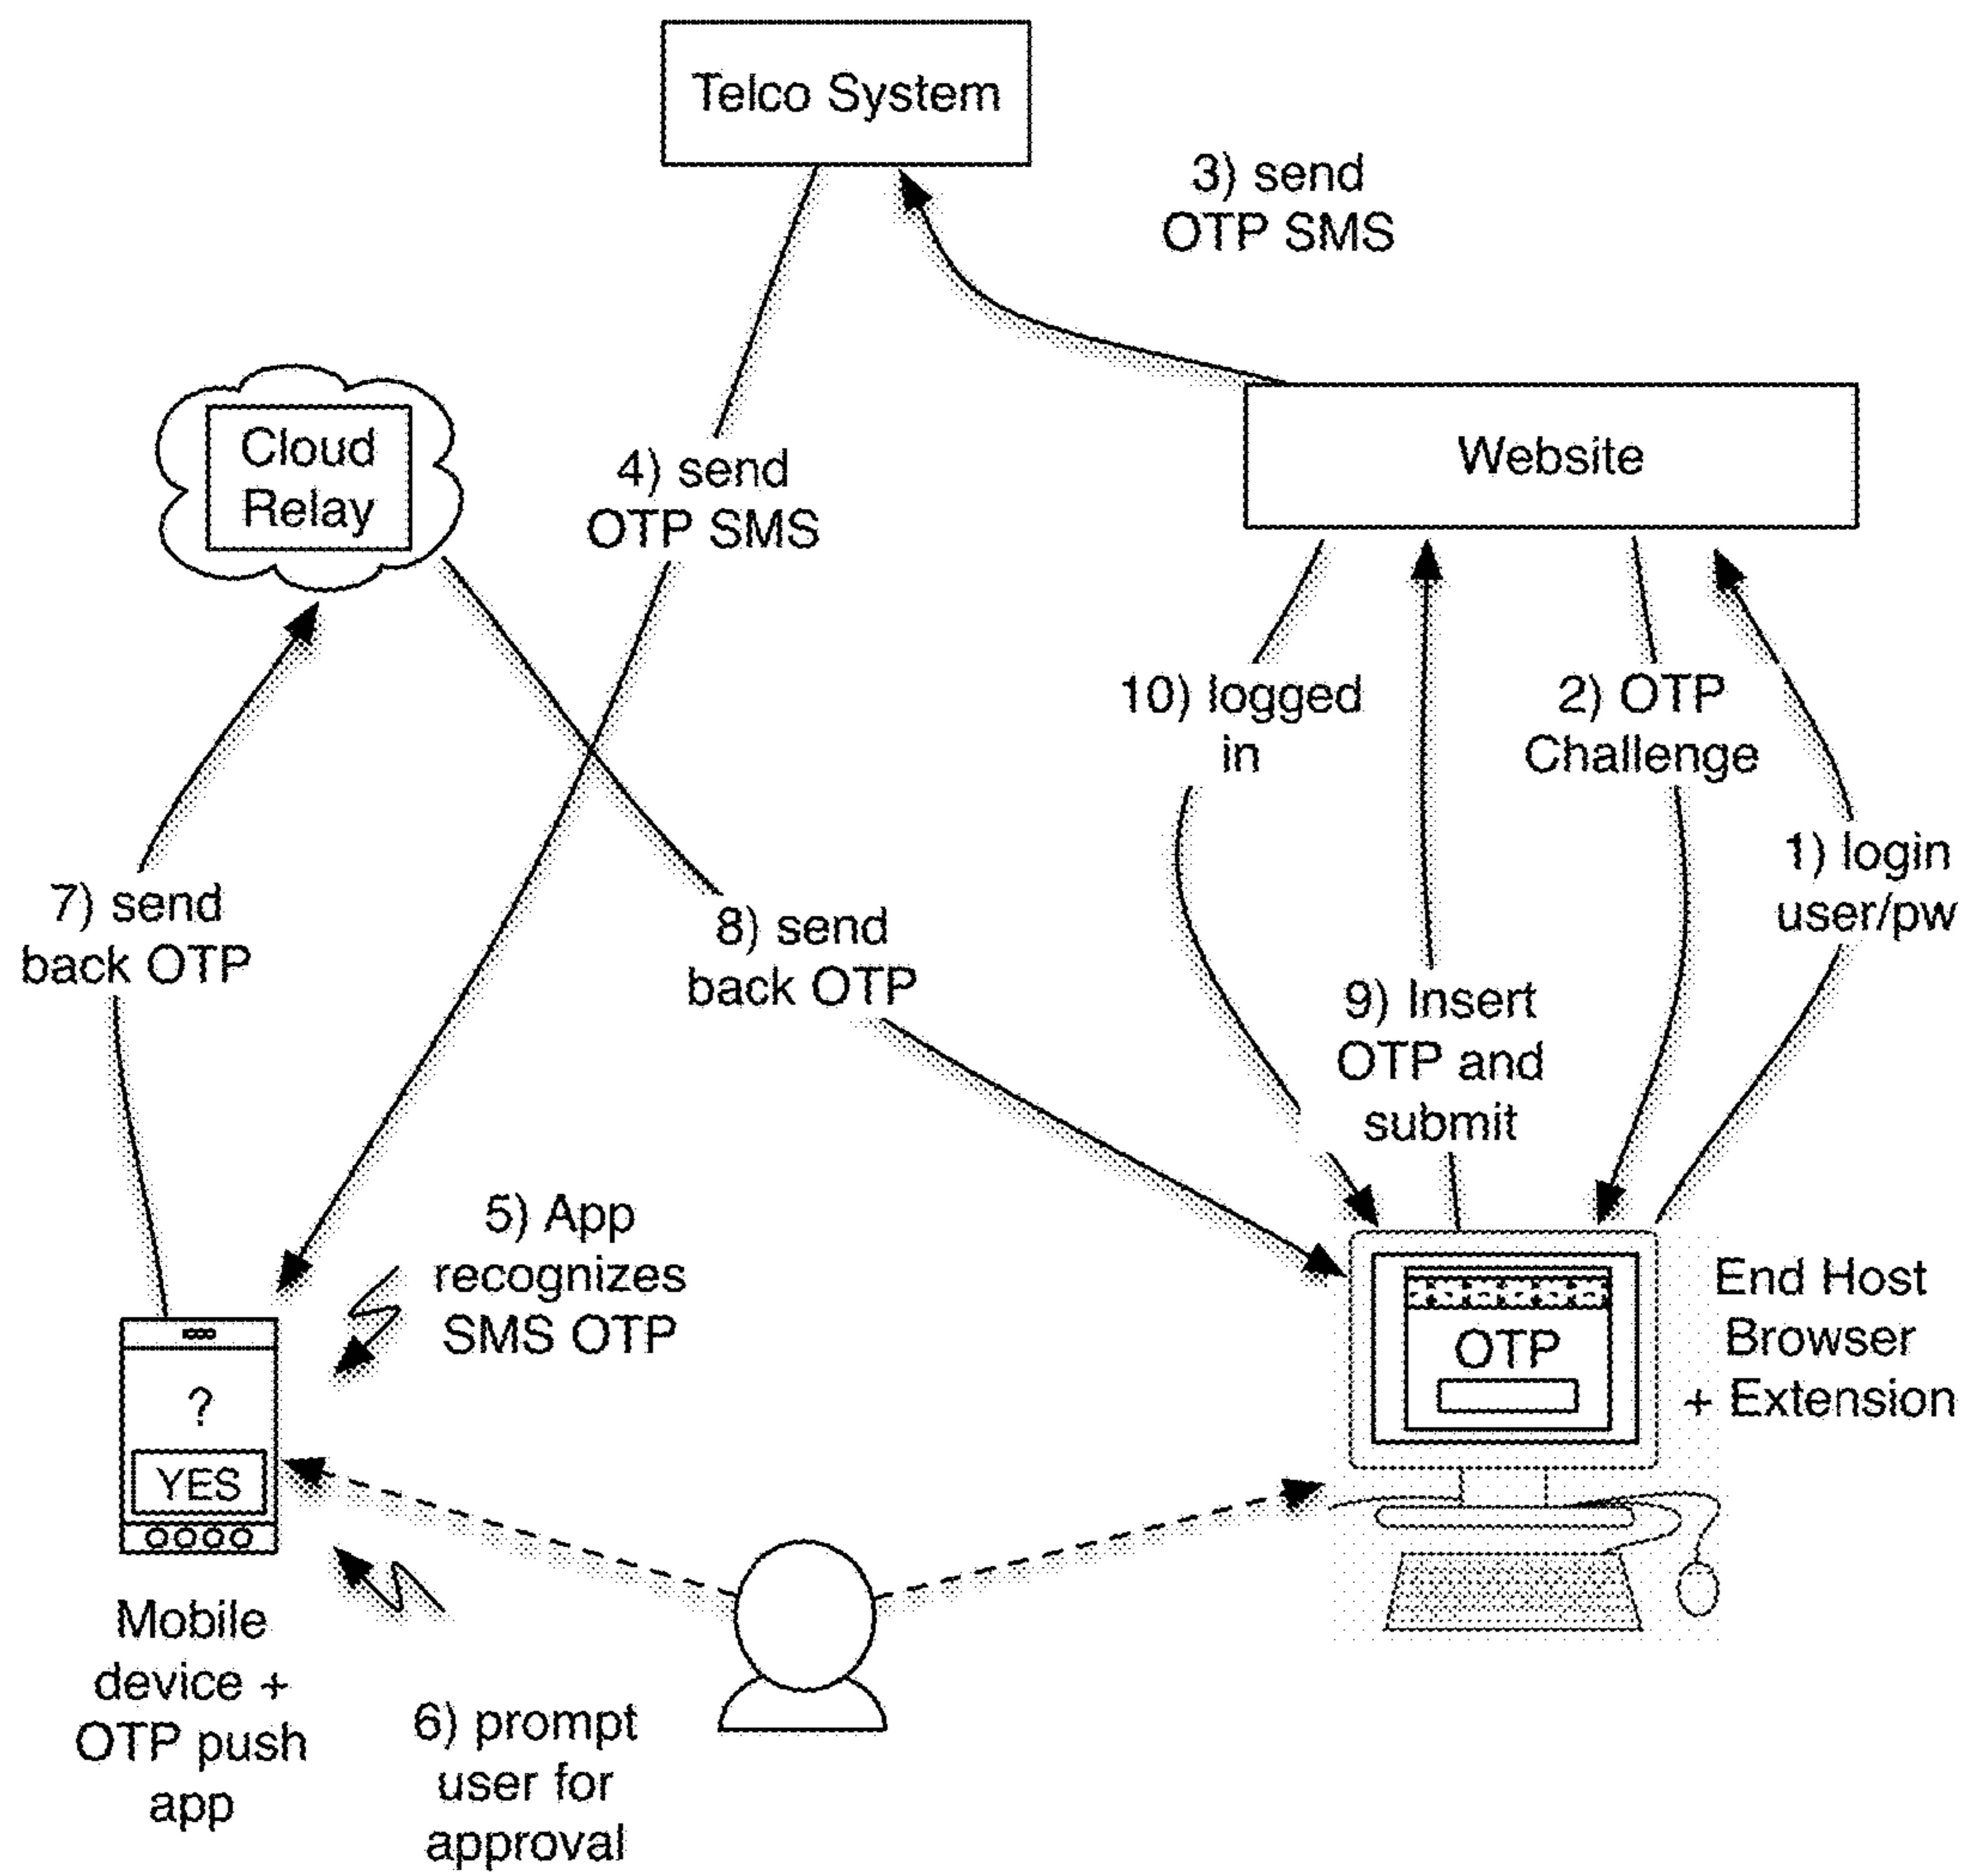 Telco System
3) send
OTP SMS
Cloud
Relay
4) send
OTP SMS
Website
10) logged
in
2) OTP
Challenge
1) login
user/pw
7) send
back OTP
8) send
back OTP
9) Insert
OTP and
submit
5) App
recognizes
SMS OTP
OTP
End Host
Browser
+ Extension
?
YES
Mobile
device +
OTP push
app
6) prompt
user for
approval